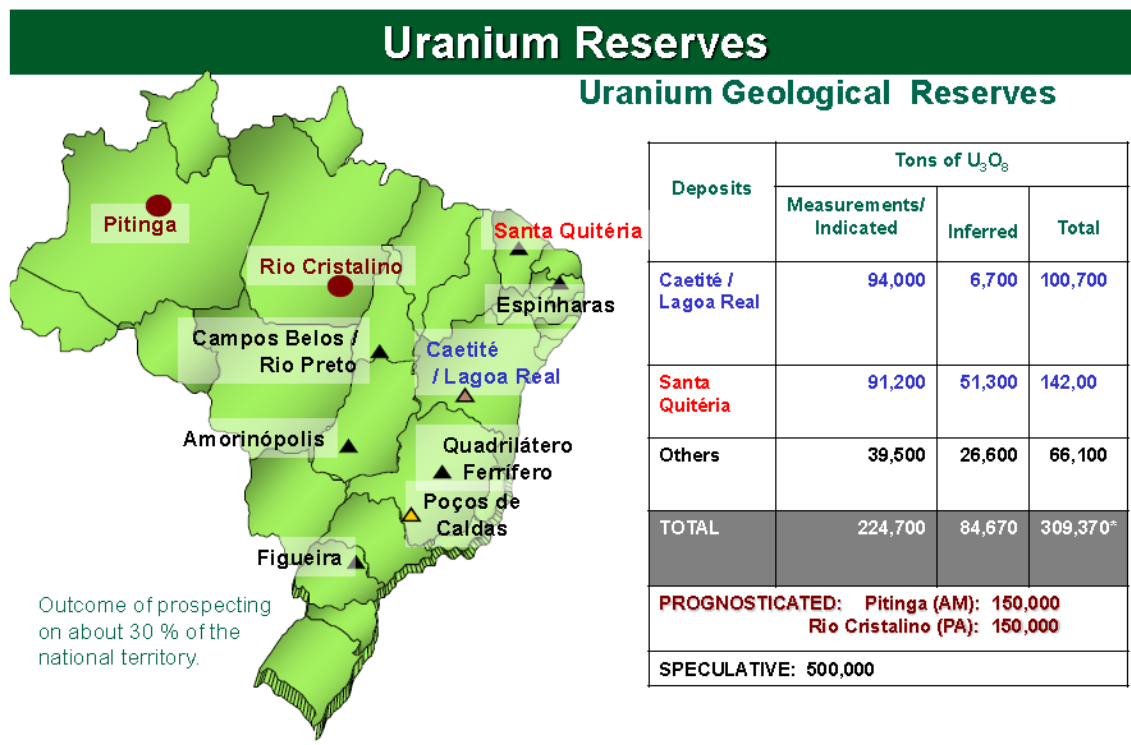 Uranium Reserves
Uranium Geological Reserves
Pitinga
Rio Cristalino
Santa Quitéria
Espinharas
Campos Belos /
Rio Preto
Caetité
/ Lagoa Real
Amorinópolis
Quadrilátero
Ferrífero
Poços de
Caldas
Figueira
Outcome of prospecting
on about 30 % of the
national territory.
Deposits
Tons of U₃O₈
Measurements/
Indicated
Inferred
Total
Caetité /
Lagoa Real
94,000 6,700 100,700
Santa
Quitéria
91,200 51,300 142,00
Others 39,500 26,600 66,100
TOTAL 224,700 84,670 309,370*
PROGNOSTICATED: Pitinga (AM): 150,000
Rio Cristalino (PA): 150,000
SPECULATIVE: 500,000